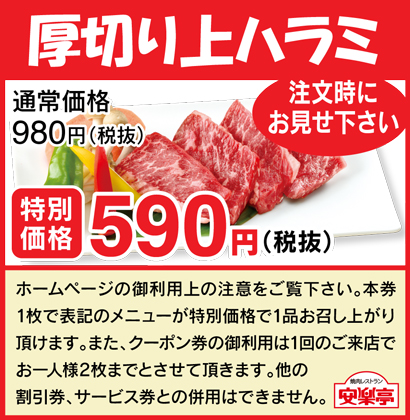 厚切り上ハラミ
通常価格
980円(税抜)
注文時に
お見せ下さい
特別
価格
590円(税抜)
ホームページの御利用上の注意をご覧下さい。本券
1枚で表記のメニューが特別価格で1品お召し上がり
頂けます。また、クーポン券の御利用は1回のご来店で
お一人様2枚までとさせて頂きます。他の
割引券、サービス券との併用はできません。
焼肉レストラン
安楽亭